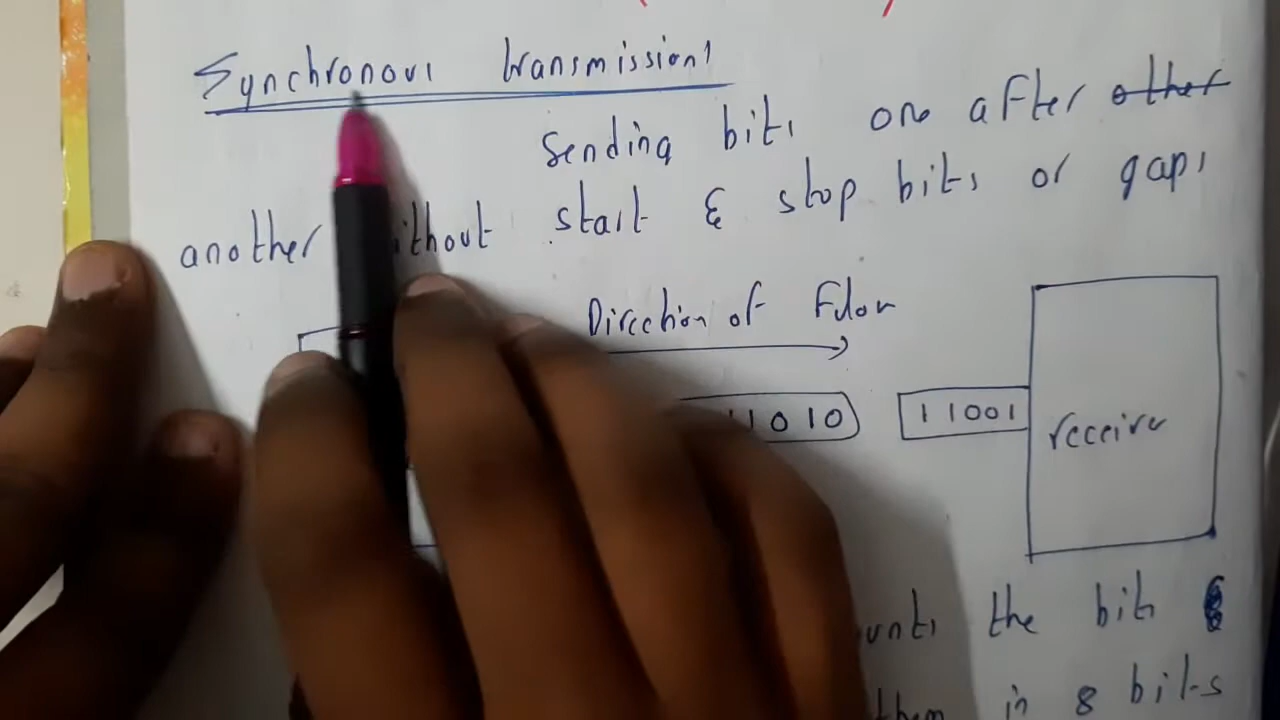 Synchronous transmission:
Sending bits one after other
another without start & stop bits or gaps
Direction of Flow
11010
11001
receiver
the bits
them in 8 bits